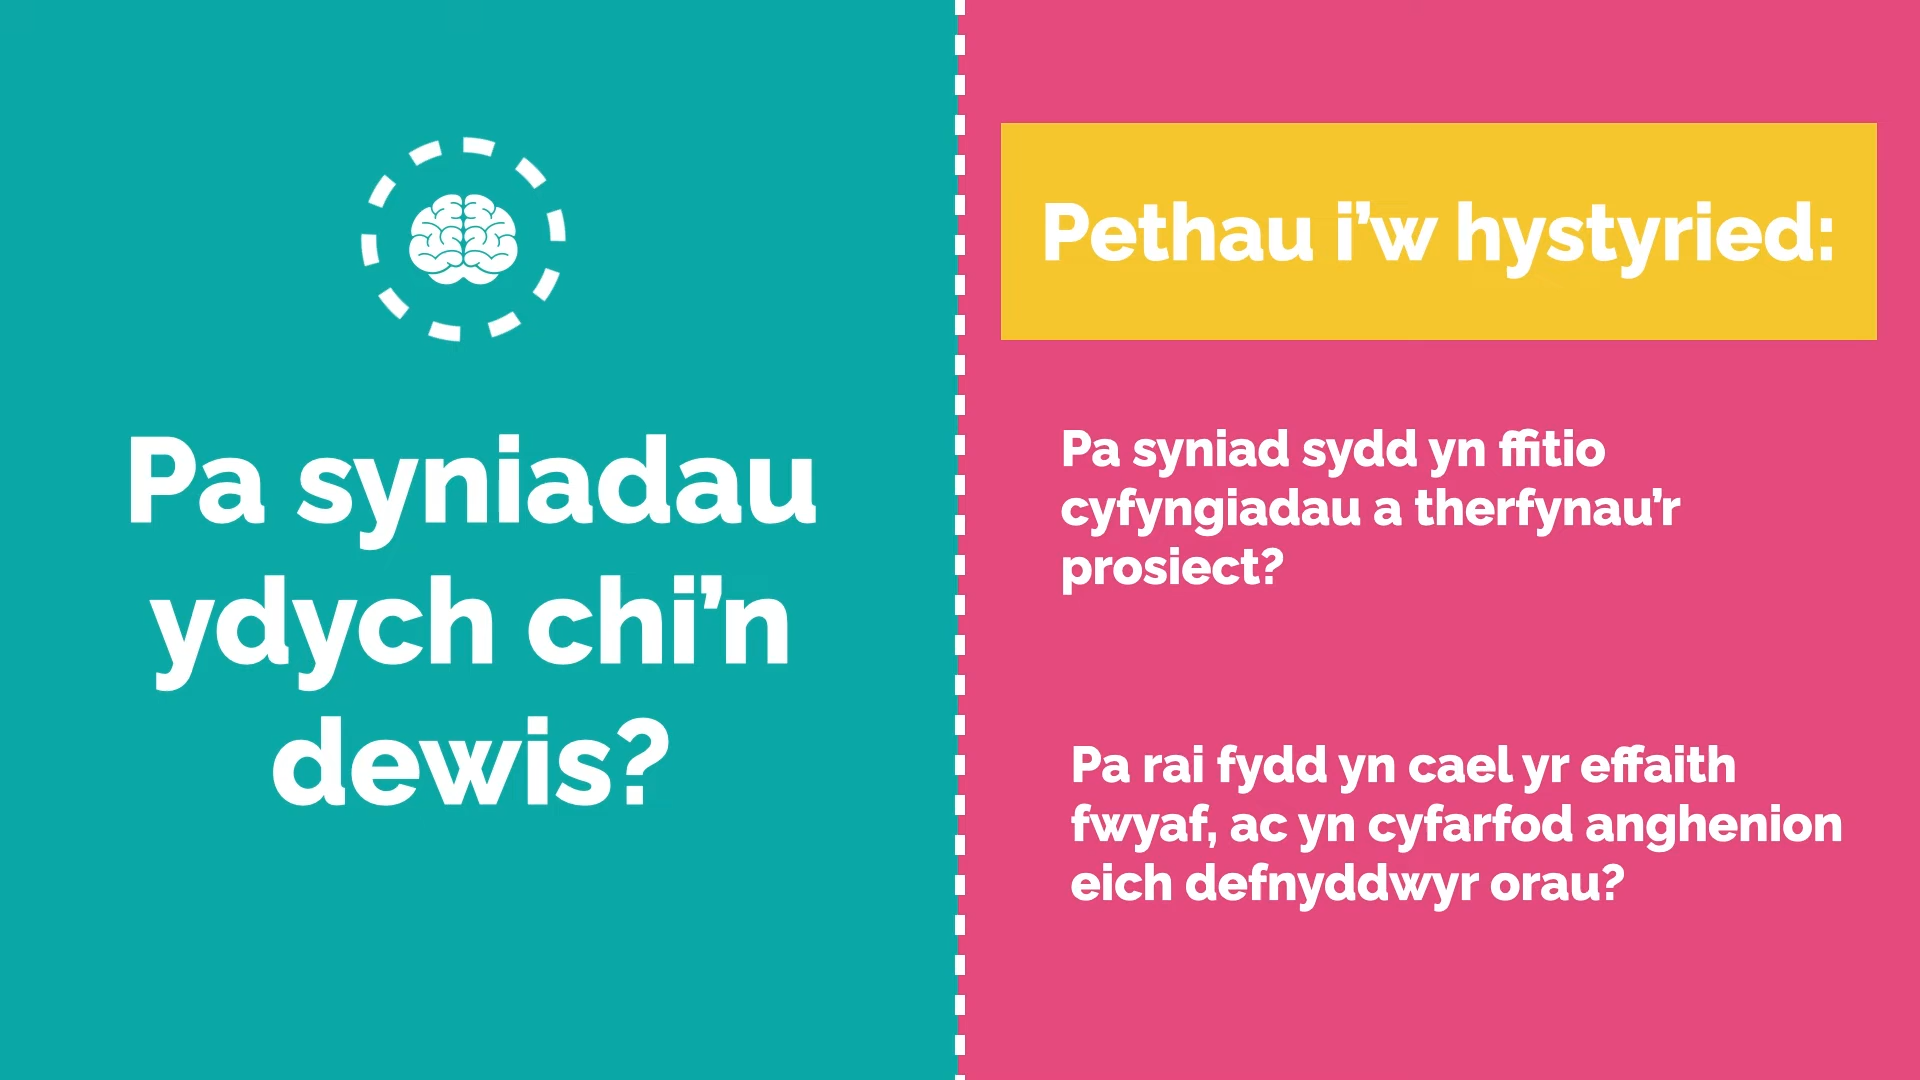 Pa syniadau
ydych chi’n
dewis?
Pethau i’w hystyried:
Pa syniad sydd yn ffitio
cyfyngiadau a therfynau’r
prosiect?
Pa rai fydd yn cael yr effaith
fwyaf, ac yn cyfarfod anghenion
eich defnyddwyr orau?